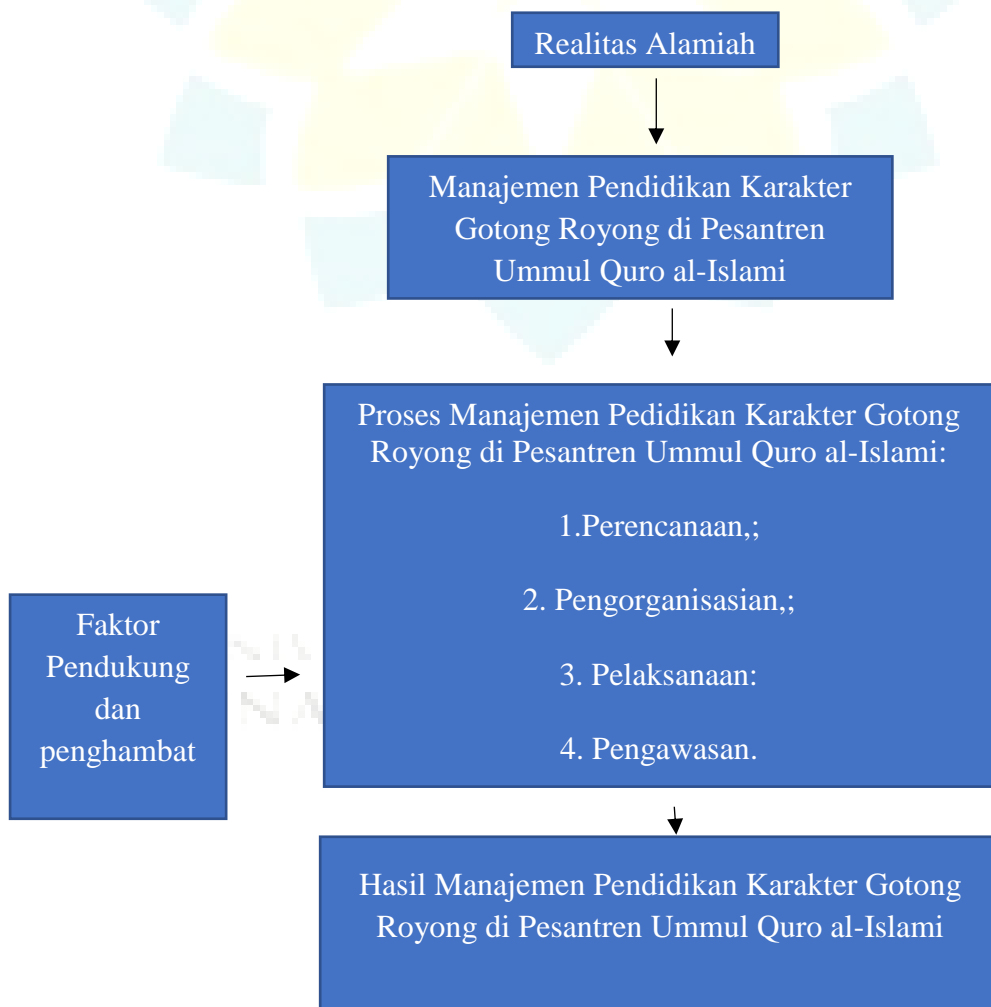 Realitas Alamiah
Manajemen Pendidikan Karakter
Gotong Royong di Pesantren
Ummul Quro al-Islami
Proses Manajemen Pedidikan Karakter Gotong
Royong di Pesantren Ummul Quro al-Islami:
1.Perencanaan,;
2. Pengorganisasian,;
3. Pelaksanaan:
4. Pengawasan.
Faktor
Pendukung
dan
penghambat
Hasil Manajemen Pendidikan Karakter Gotong
Royong di Pesantren Ummul Quro al-Islami